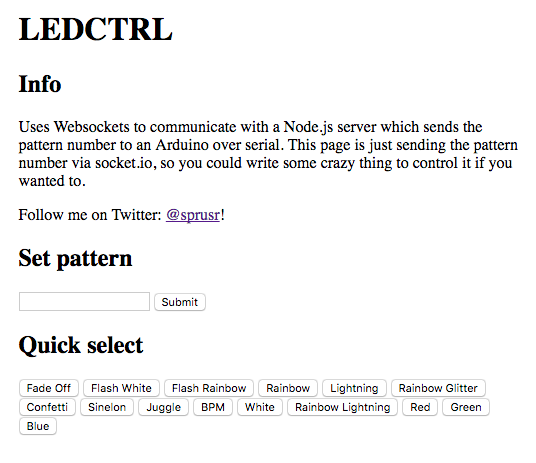 LEDCTRL
Info
Uses Websockets to communicate with a Node.js server which sends the
pattern number to an Arduino over serial. This page is just sending the pattern
number via socket.io, so you could write some crazy thing to control it if you
wanted to.
Follow me on Twitter: @sprusr!
Set pattern
Submit
Quick select
Fade Off Flash White Flash Rainbow Rainbow Lightning Rainbow Glitter
Confetti Sinelon Juggle BPM White Rainbow Lightning Red Green
Blue